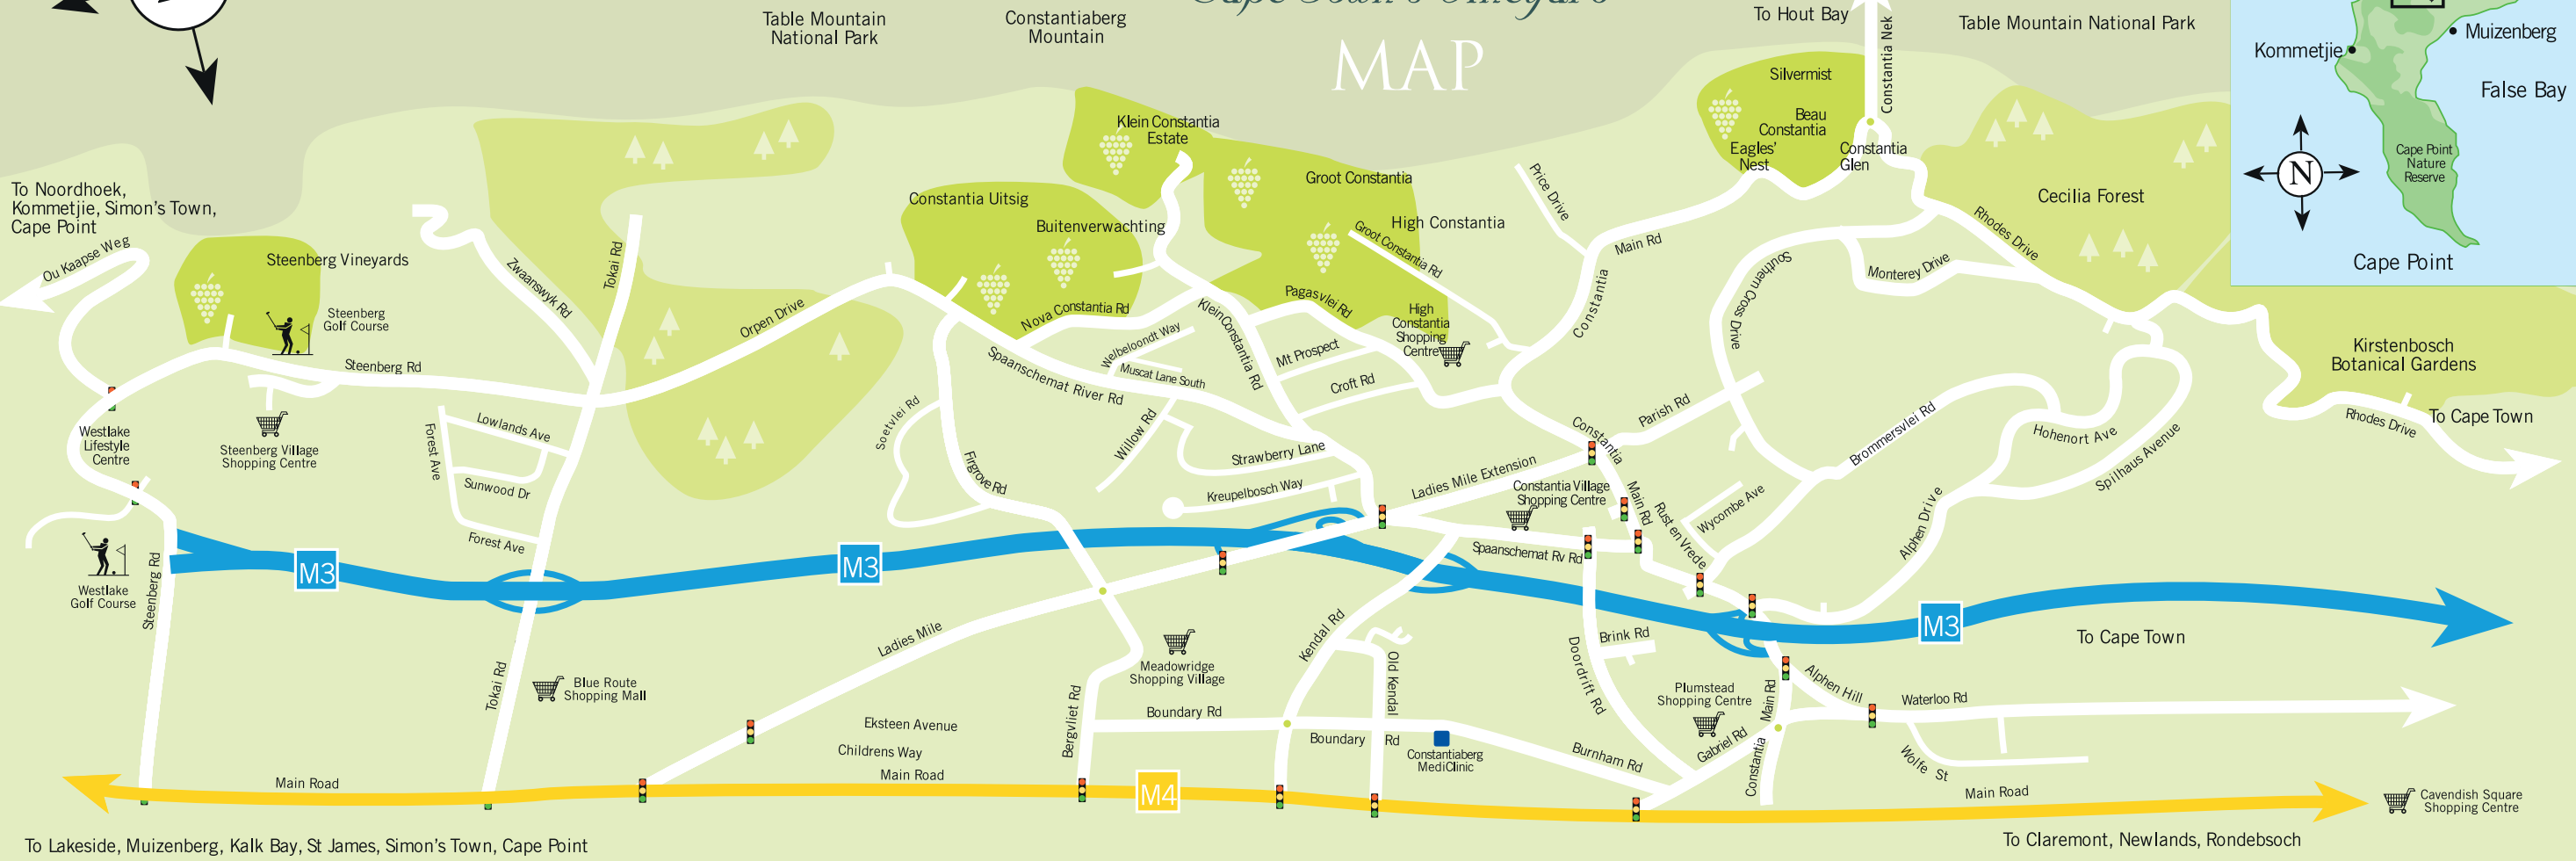 Cape Town's Vineyard
MAP
Table Mountain
National Park
Constantiaberg
Mountain
To Hout Bay
Constantia Nek
Table Mountain National Park
Kommetjie
Muizenberg
False Bay
Cape Point
Nature
Reserve
N
Cape Point
Silvermist
Beau
Constantia
Eagles'
Nest
Constantia
Glen
Klein Constantia
Estate
Groot Constantia
High Constantia
Groot Constantia Rd
Price Drive
Main Rd
Constantia
Cecilia Forest
Rhodes Drive
Monterey Drive
Southern Cross Drive
Kirstenbosch
Botanical Gardens
To Cape Town
Rhodes Drive
To Noordhoek,
Kommetjie, Simon's Town,
Cape Point
Ou Kaapse Weg
Steenberg Vineyards
Steenberg
Golf Course
Steenberg Rd
Zwaanswyk Rd
Tokai Rd
Orpen Drive
Constantia Uitsig
Buitenverwachting
Nova Constantia Rd
Welbeloondt Way
Muscat Lane South
Klein Constantia Rd
Pagasvlei Rd
Mt Prospect
Croft Rd
High
Constantia
Shopping
Centre
Spaanschemat River Rd
Willow Rd
Soetvlei Rd
Firgrove Rd
Strawberry Lane
Kreupelbosch Way
Ladies Mile Extension
Constantia
Main Rd
Parish Rd
Constantia Village
Shopping Centre
Rust en Vrede
Wycombe Ave
Brommersvlei Rd
Hohenort Ave
Spilhaus Avenue
Alphen Drive
Westlake
Lifestyle
Centre
Steenberg Village
Shopping Centre
Forest Ave
Lowlands Ave
Sunwood Dr
Forest Ave
Westlake
Golf Course
Steenberg Rd
M3
M3
M3
To Cape Town
Spaanschemat Rv Rd
Tokai Rd
Blue Route
Shopping Mall
Ladies Mile
Meadowridge
Shopping Village
Kendal Rd
Old Kendal
Rd
Brink Rd
Doordrift Rd
Plumstead
Shopping Centre
Main Rd
Constantia
Alphen Hill
Waterloo Rd
Wolfe St
Gabriel Rd
Burnham Rd
Bergvliet Rd
Boundary Rd
Boundary
Constantiaberg
MediClinic
Eksteen Avenue
Childrens Way
Main Road
Main Road
M4
Main Road
Cavendish Square
Shopping Centre
To Lakeside, Muizenberg, Kalk Bay, St James, Simon's Town, Cape Point
To Claremont, Newlands, Rondebsoch